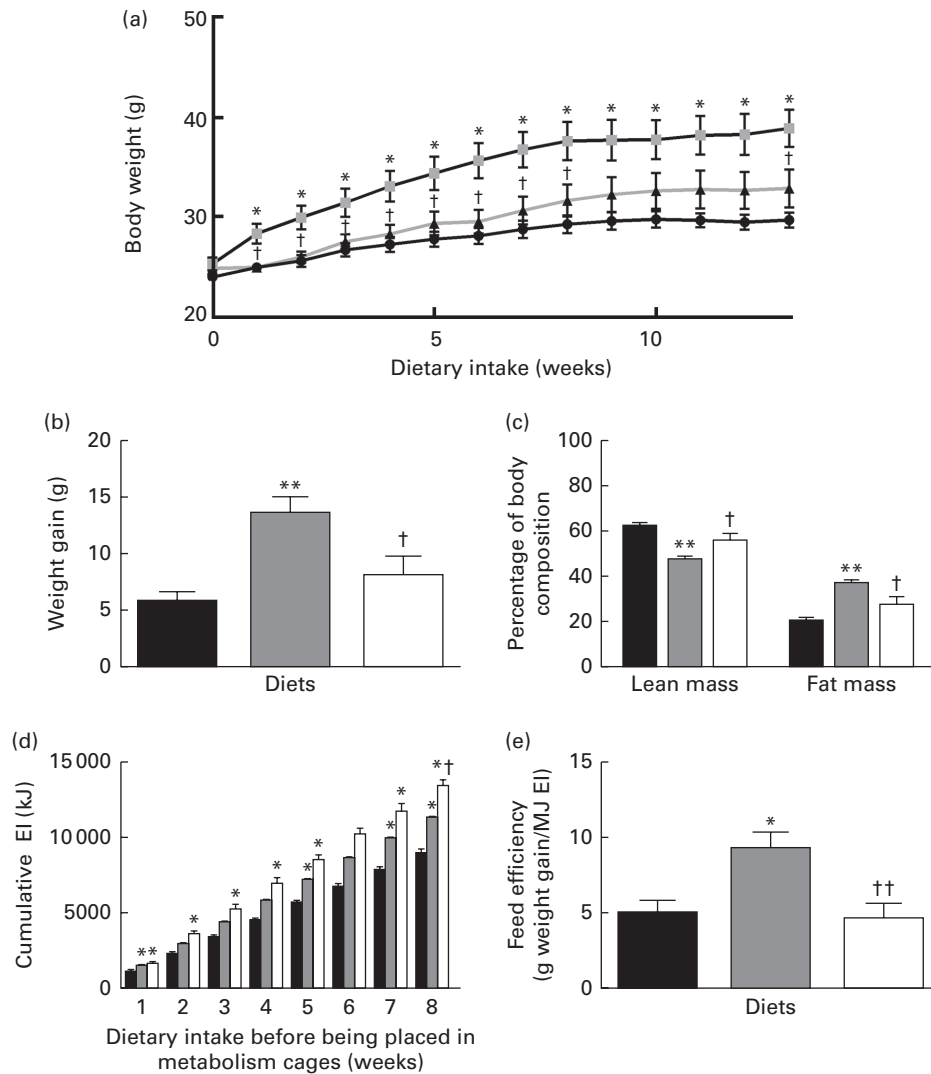 (a)
50
40
30
20
Body weight (g)
* * * * * * * * * * * * *
† † † † † † † † †
0 5 10
Dietary intake (weeks)
(b)
20
15
10
5
0
Weight gain (g)
**
†
Diets
(c)
100
80
60
40
20
0
Percentage of body
composition
** † ** †
Lean mass Fat mass
(d)
15 000
10 000
5000
0
Cumulative EI (kJ)
** * * * * * * * * *†
1 2 3 4 5 6 7 8
Dietary intake before being placed in
metabolism cages (weeks)
(e)
15
10
5
0
Feed efficiency
(g weight gain/MJ EI)
*
††
Diets